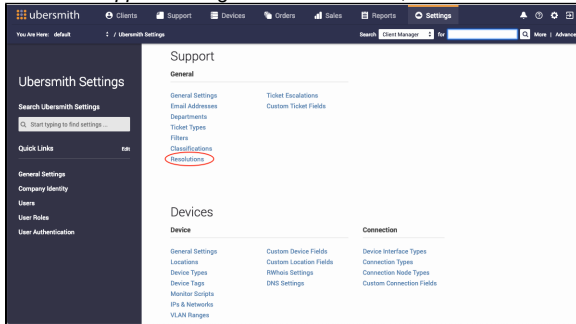 ubersmith
Clients
Support
Devices
Orders
Sales
Reports
Settings
You Are Here: default / Ubersmith Settings
Search Client Manager for
More | Advance
Ubersmith Settings
Search Ubersmith Settings
Start typing to find settings ...
Quick Links
Edit
General Settings
Company Identity
Users
User Roles
User Authentication
Support
General
General Settings
Email Addresses
Departments
Ticket Types
Filters
Classifications
Resolutions
Ticket Escalations
Custom Ticket Fields
Devices
Device
General Settings
Locations
Device Types
Device Tags
Monitor Scripts
IPs & Networks
VLAN Ranges
Custom Device Fields
Custom Location Fields
RWhois Settings
DNS Settings
Connection
Device Interface Types
Connection Types
Connection Node Types
Custom Connection Fields